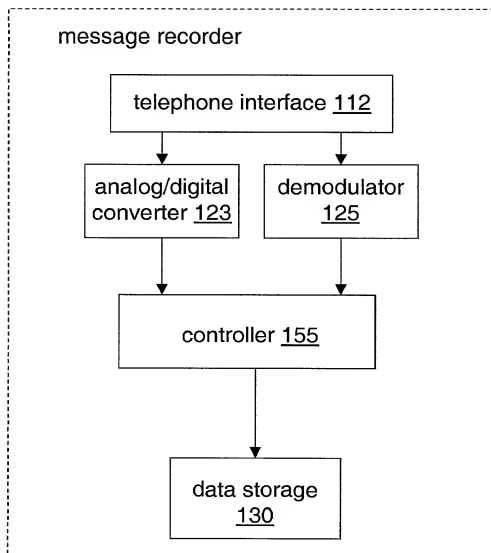 message recorder
telephone interface 112
analog/digital
converter 123
demodulator
125
controller 155
data storage
130